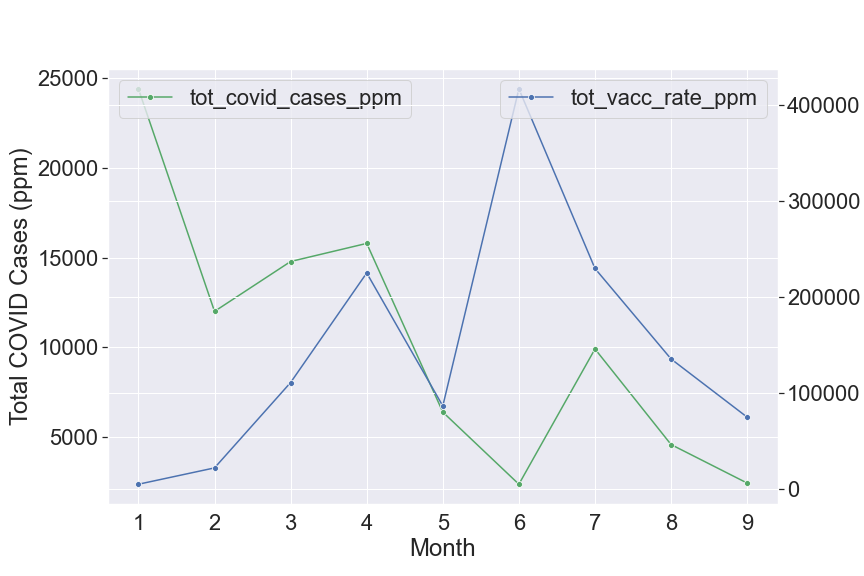 tot_covid_cases_ppm
tot_vacc_rate_ppm
Total COVID Cases (ppm)
25000
20000
15000
10000
5000
400000
300000
200000
100000
0
1 2 3 4 5 6 7 8 9
Month